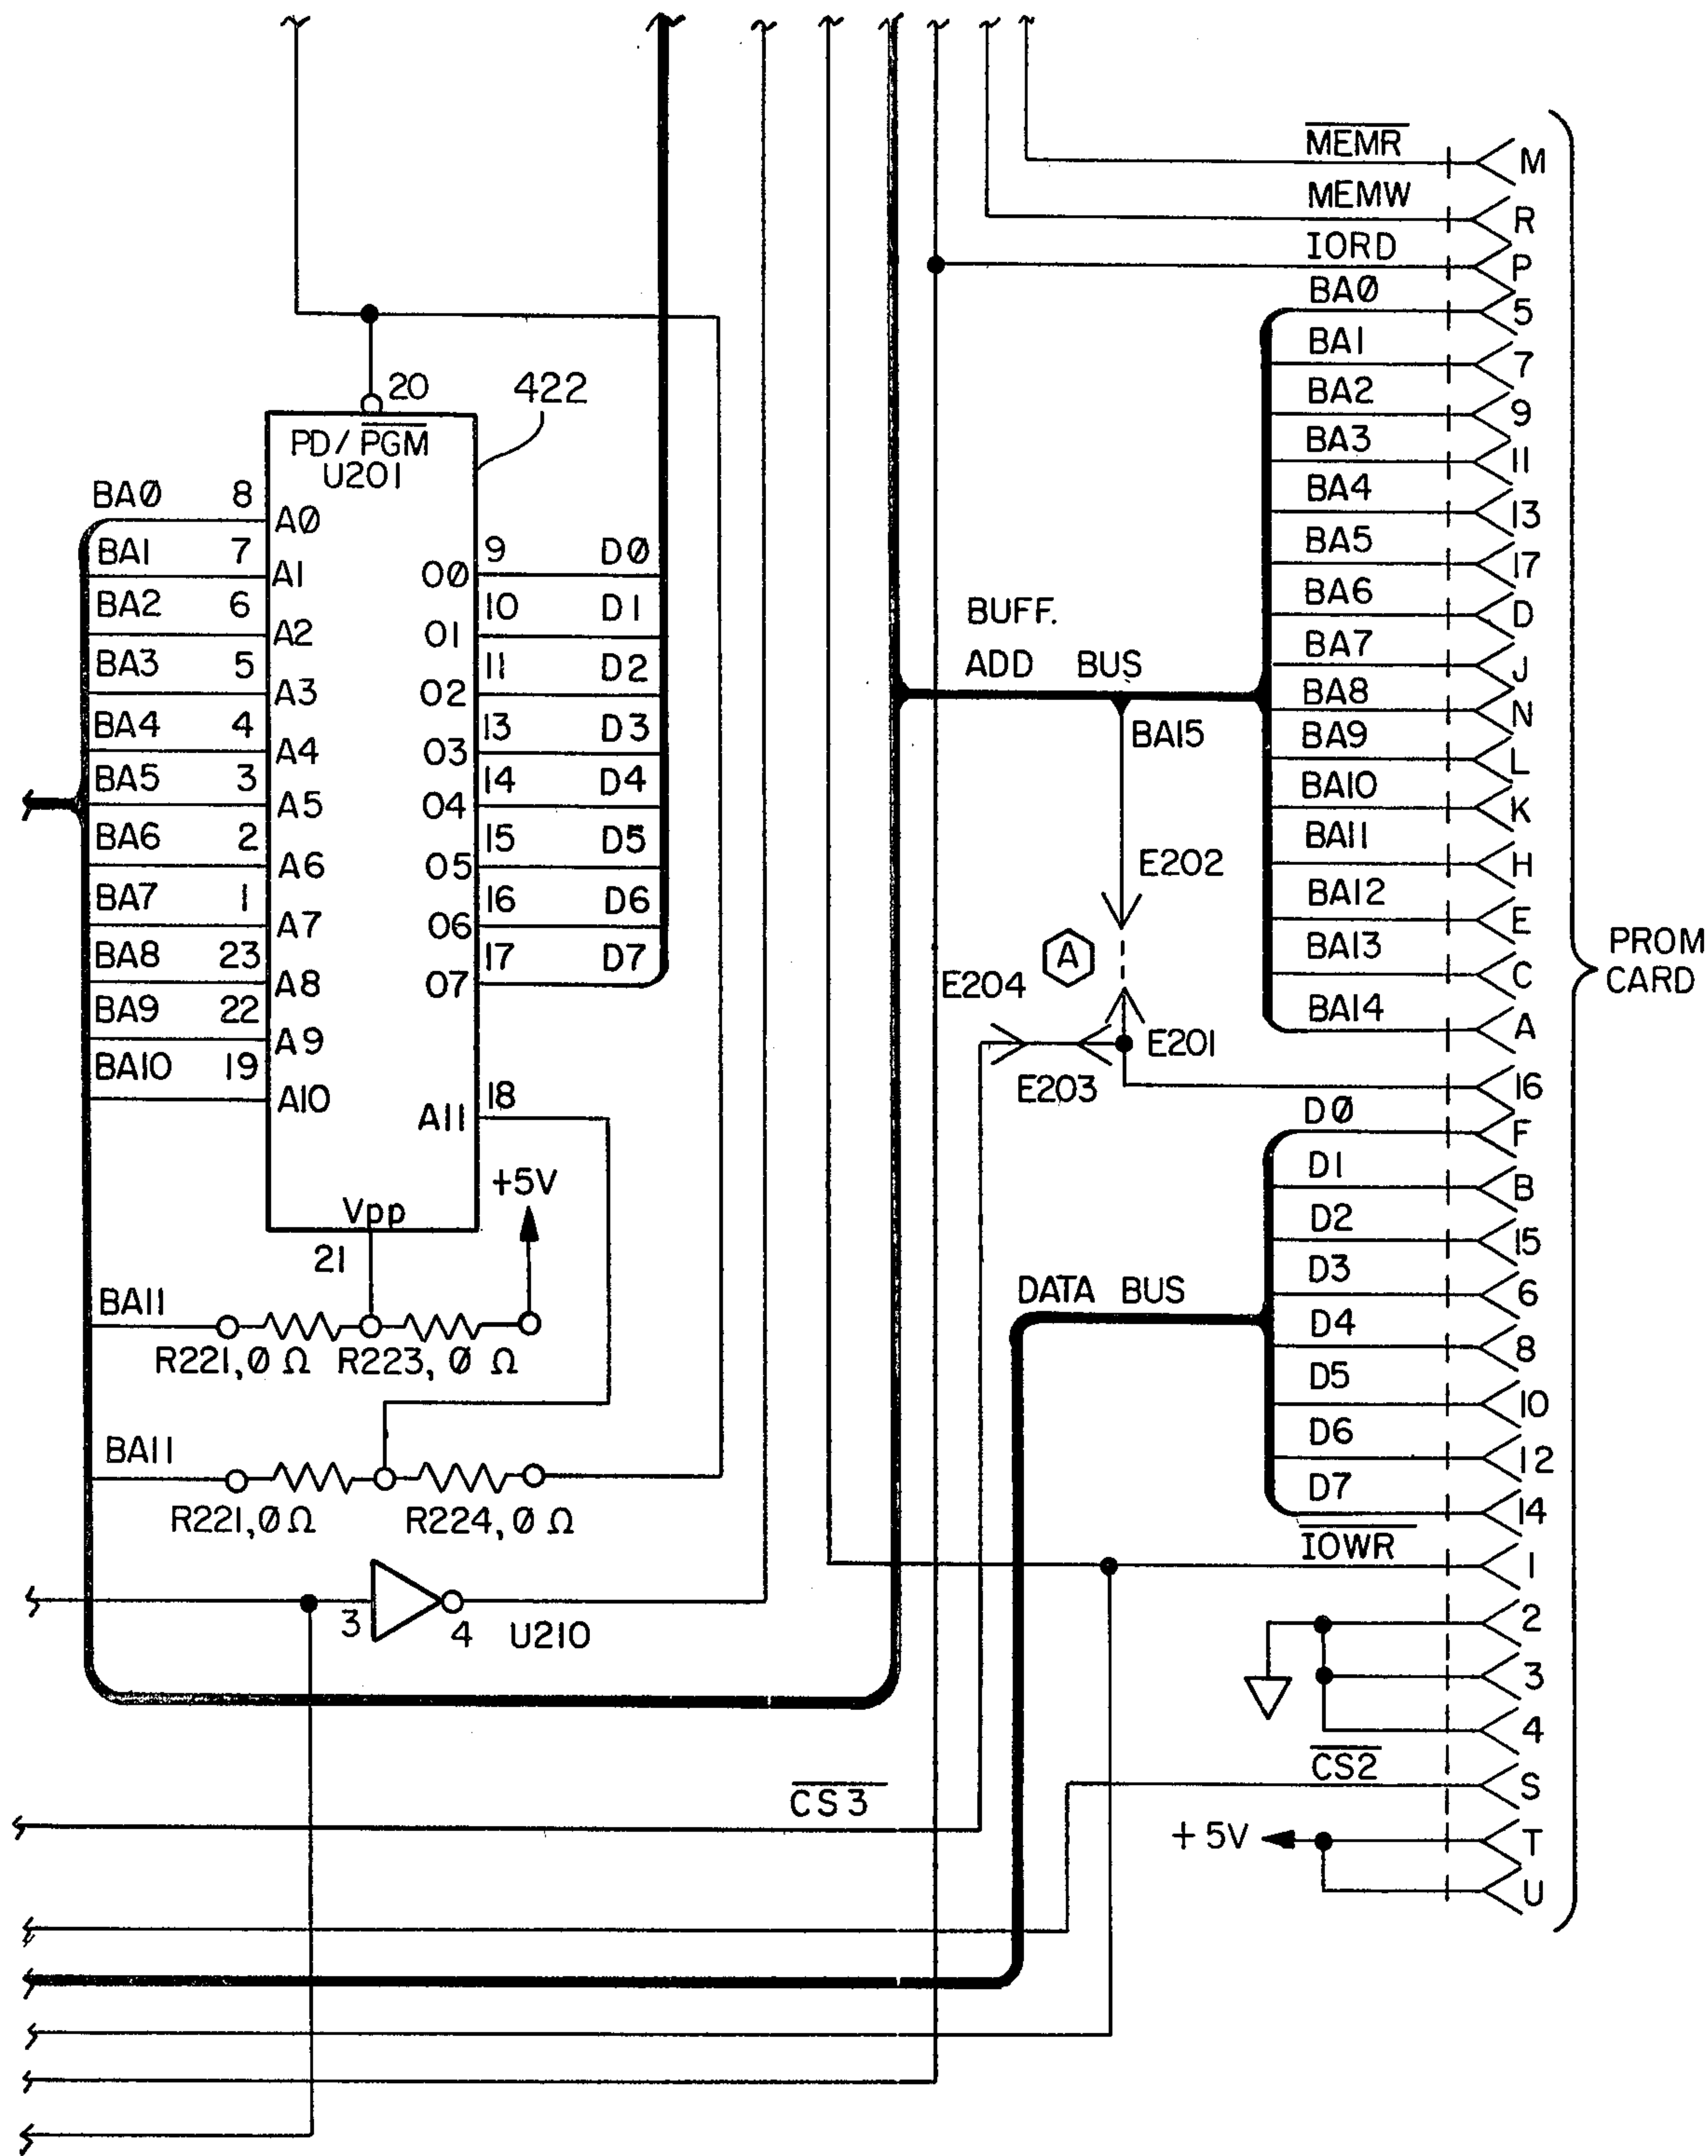 MEMR M
MEMW R
IORD P
BAØ 5
BA1 7
BA2 9
BA3 11
BA4 13
BA5 17
BA6 D
BA7 J
BA8 N
BA9 L
BA10 K
BA11 H
BA12 E
BA13 C
BA14 A
16
DØ F
D1 B
D2 15
D3 6
D4 8
D5 10
D6 12
D7 14
IOWR 1
2
3
4
CS2 S
+5V T
U
PROM
CARD
20
422
PD/PGM
U201
BAØ 8 AØ
BA1 7 A1
BA2 6 A2
BA3 5 A3
BA4 4 A4
BA5 3 A5
BA6 2 A6
BA7 1 A7
BA8 23 A8
BA9 22 A9
BA10 19 A10
OØ 9 DØ
O1 10 D1
O2 11 D2
O3 13 D3
O4 14 D4
O5 15 D5
O6 16 D6
O7 17 D7
A11 18
+5V
Vpp
21
BA11
R221,Ø Ω R223, Ø Ω
BA11
R221,Ø Ω R224,Ø Ω
3 4 U210
BUFF.
ADD BUS
BA15
E202
A
E204
E201
E203
DATA BUS
CS3